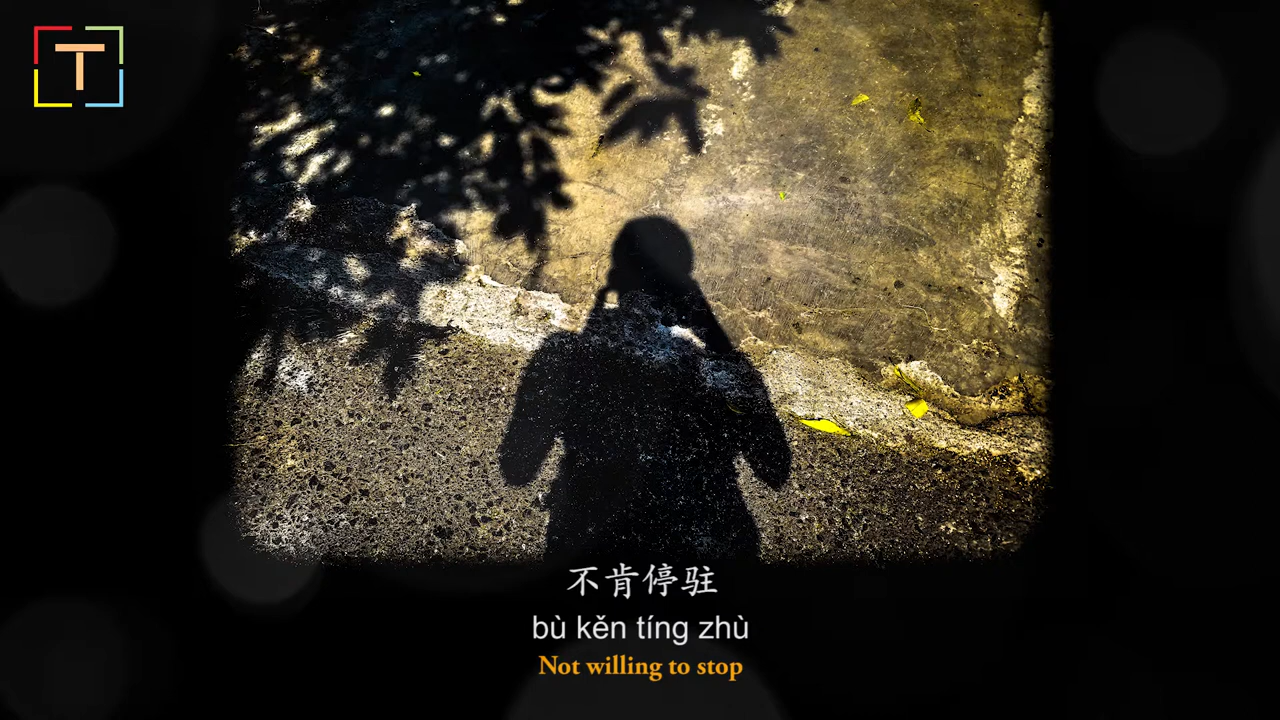 T
不肯停驻
bù kěn tíng zhù
Not willing to stop